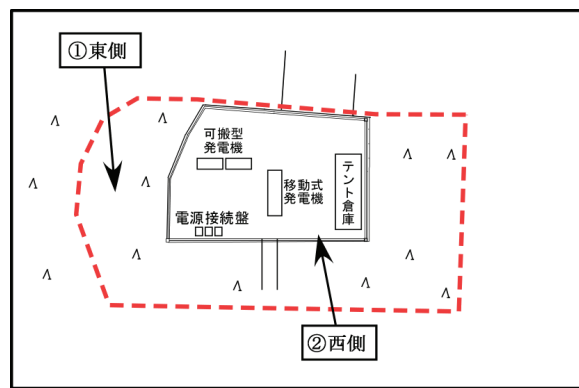 ①東側
可搬型
発電機
移動式
発電機
テント倉庫
電源接続盤
②西側